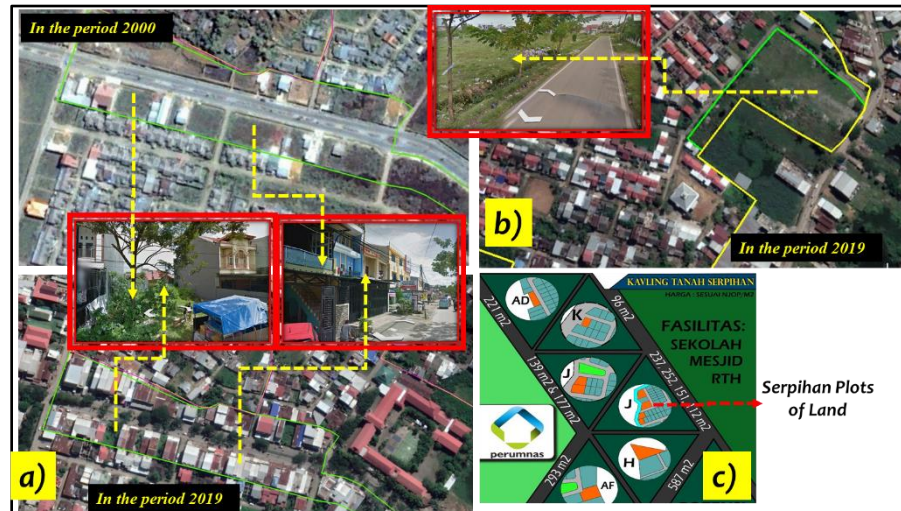 In the period 2000
a)
In the period 2019
b)
In the period 2019
KAVLING TANAH SERPIHAN
HARGA : SESUAI NJOP/M2
FASILITAS:
SEKOLAH
MESJID
RTH
221 m2
AD
K
96 m2
139 m2 & 177 m2
J
237, 252, 151, 112 m2
J
perumnas
293 m2
AF
H
587 m2
c)
Serpihan Plots
of Land